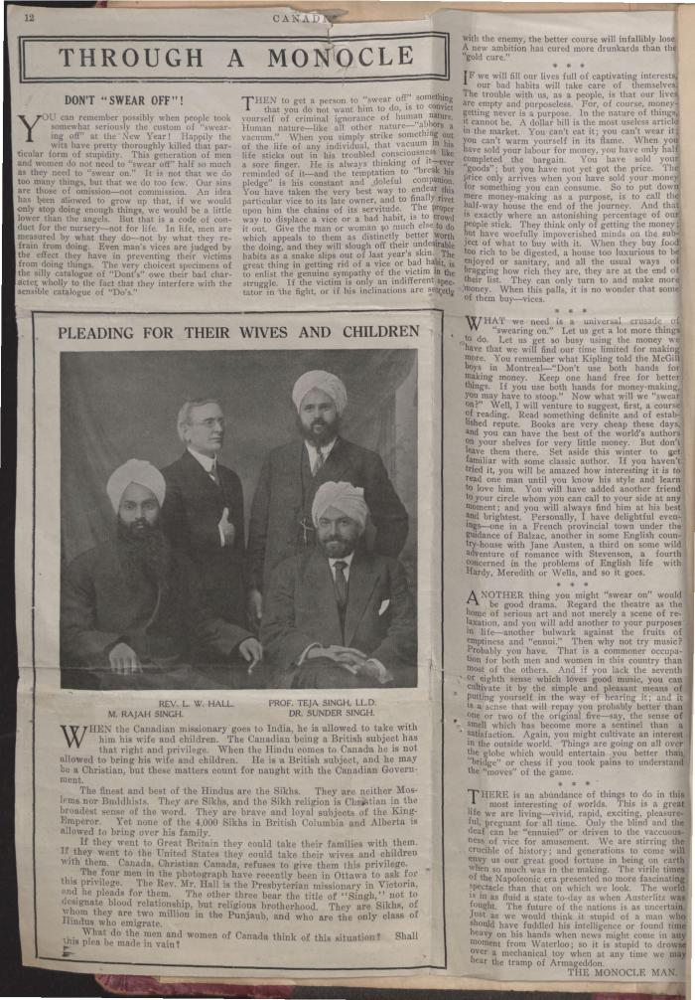 12
CANADA
THROUGH A MONOCLE
DON'T "SWEAR OFF"!
YOU can remember possibly when people took
somewhat seriously the custom of "swear-
ing off" at the New Year! Happily the
wits have pretty thoroughly killed that par-
ticular form of stupidity. This generation of men
and women do not need to "swear off" half so much
as they need to "swear on." It is not that we do
too many things, but that we do too few. Our sins
are those of omission—not commission. An idea
has been allowed to grow up that, if we would
only stop doing enough things, we would be a little
lower than the angels. But that is a code of con-
duct for the nursery—not for life. In life, men are
measured by what they do—not by what they re-
frain from doing. Even man's vices are judged by
the effect they have in preventing their victims
from doing things. The very choicest specimens of
the silly catalogue of "Dont's" owe their bad char-
acter wholly to the fact that they interfere with the
sensible catalogue of "Do's."
THEN to get a person to "swear off" something
that you do not want him to do, is to convict
yourself of criminal ignorance of human nature.
Human nature—like all other nature—"abhors a
vacuum." When you simply strike something out
of the life of any individual, that vacuum in his
life sticks out in his troubled consciousness like
a sore finger. He is always thinking of it—ever
reminded of it—and the temptation to "break his
pledge" is his constant and doleful companion.
You have taken the very best way to endear this
particular vice to its late owner, and to finally rivet
upon him the chains of its servitude. The proper
way to displace a vice or a bad habit, is to crowd
it out. Give the man or woman so much else to do
which appeals to them as distinctly better worth
the doing, and they will slough off their undesirable
habits as a snake slips out of last year's skin. The
great thing in getting rid of a vice or bad habit, is
to enlist the genuine sympathy of the victim in the
struggle. If the victim is only an indifferent spec-
tator in the fight, or if his inclinations are secretly
with the enemy, the better course will infallibly lose.
A new ambition has cured more drunkards than the
"gold cure."
* * *
IF we will fill our lives full of captivating interests,
our bad habits will take care of themselves.
The trouble with us, as a people, is that our lives
are empty and purposeless. For, of course, money-
getting never is a purpose. In the nature of things,
it cannot be. A dollar bill is the most useless article
in the market. You can't eat it; you can't wear it;
you can't warm yourself in its flame. When you
have sold your labour for money, you have only half
completed the bargain. You have sold your
"goods"; but you have not yet got the price. The
price only arrives when you have sold your money
for something you can consume. So to put down
mere money-making as a purpose, is to call the
half-way house the end of the journey. And that
is exactly where an astonishing percentage of our
people stick. They think only of getting the money;
but have woefully impoverished minds on the sub-
ject of what to buy with it. When they buy food
too rich to be digested, a house too luxurious to be
enjoyed or sanitary, and all the usual ways of
bragging how rich they are, they are at the end of
their list. They can only turn to and make more
money. When this palls, it is no wonder that some
of them buy—vices.
* * *
WHAT we need is a universal crusade of
"swearing on." Let us get a lot more things
to do. Let us get so busy using the money we
have that we will find our time limited for making
more. You remember what Kipling told the McGill
boys in Montreal—"Don't use both hands for
making money. Keep one hand free for better
things. If you use both hands for money-making,
you may have to stoop." Now what will we "swear
on?" Well, I will venture to suggest, first, a course
of reading. Read something definite and of estab-
lished repute. Books are very cheap these days,
and you can have the best of the world's authors
on your shelves for very little money. But don't
leave them there. Set aside this winter to get
familiar with some classic author. If you haven't
tried it, you will be amazed how interesting it is to
read one man until you know his style and learn
to love him. You will have added another friend
to your circle whom you can call to your side at any
moment; and you will always find him at his best
and brightest. Personally, I have delightful even-
ings—one in a French provincial town under the
guidance of Balzac, another in some English coun-
try-house with Jane Austen, a third on some wild
adventure of romance with Stevenson, a fourth
concerned in the problems of English life with
Hardy, Meredith or Wells, and so it goes.
* * *
ANOTHER thing you might "swear on" would
be good drama. Regard the theatre as the
home of serious art and not merely a scene of re-
laxation, and you will add another to your purposes
in life—another bulwark against the fruits of
emptiness and "ennui." Then why not try music?
Probably you have. That is a commoner occupa-
tion for both men and women in this country than
most of the others. And if you lack the seventh
or eighth sense which loves good music, you can
cultivate it by the simple and pleasant means of
putting yourself in the way of hearing it; and it
is a sense that will repay you probably better than
one or two of the original five—say, the sense of
smell which has become more a sentinel than a
satisfaction. Again, you might cultivate an interest
in the outside world. Things are going on all over
the globe which would entertain you better than
"bridge" or chess if you took pains to understand
the "moves" of the game.
* * *
THERE is an abundance of things to do in this
most interesting of worlds. This is a great
life we are living—vivid, rapid, exciting, pleasure-
ful, pregnant for all time. Only the blind and the
deaf can be "ennuied" or driven to the vaccuous-
ness of vice for amusement. We are stirring the
crucible of history; and generations to come will
envy us our great good fortune in being on earth
when so much was in the making. The virile times
of the Napoleonic era presented no more fascinating
spectacle than that on which we look. The world
is in as fluid a state to-day as when Austerlitz was
fought. The future of the nations is as uncertain.
Just as we would think it stupid of a man who
should have fuddled his intelligence or found time
heavy on his hands when news might come in any
moment from Waterloo; so it is stupid to drowse
over a mechanical toy when at any time we may
hear the tramp of Armageddon.
THE MONOCLE MAN.
PLEADING FOR THEIR WIVES AND CHILDREN
REV. L. W. HALL. PROF. TEJA SINGH, LL.D.
M. RAJAH SINGH. DR. SUNDER SINGH.
WHEN the Canadian missionary goes to India, he is allowed to take with
him his wife and children. The Canadian being a British subject has
that right and privilege. When the Hindu comes to Canada he is not
allowed to bring his wife and children. He is a British subject, and he may
be a Christian, but these matters count for naught with the Canadian Govern-
ment.
The finest and best of the Hindus are the Sikhs. They are neither Mos-
lems nor Buddhists. They are Sikhs, and the Sikh religion is Christian in the
broadest sense of the word. They are brave and loyal subjects of the King-
Emperor. Yet none of the 4,000 Sikhs in British Columbia and Alberta is
allowed to bring over his family.
If they went to Great Britain they could take their families with them.
If they went to the United States they could take their wives and children
with them. Canada, Christian Canada, refuses to give them this privilege.
The four men in the photograph have recently been in Ottawa to ask for
this privilege. The Rev. Mr. Hall is the Presbyterian missionary in Victoria,
and he pleads for them. The other three bear the title of "Singh," not to
designate blood relationship, but religious brotherhood. They are Sikhs, of
whom they are two million in the Punjaub, and who are the only class of
Hindus who emigrate.
What do the men and women of Canada think of this situation? Shall
this plea be made in vain?